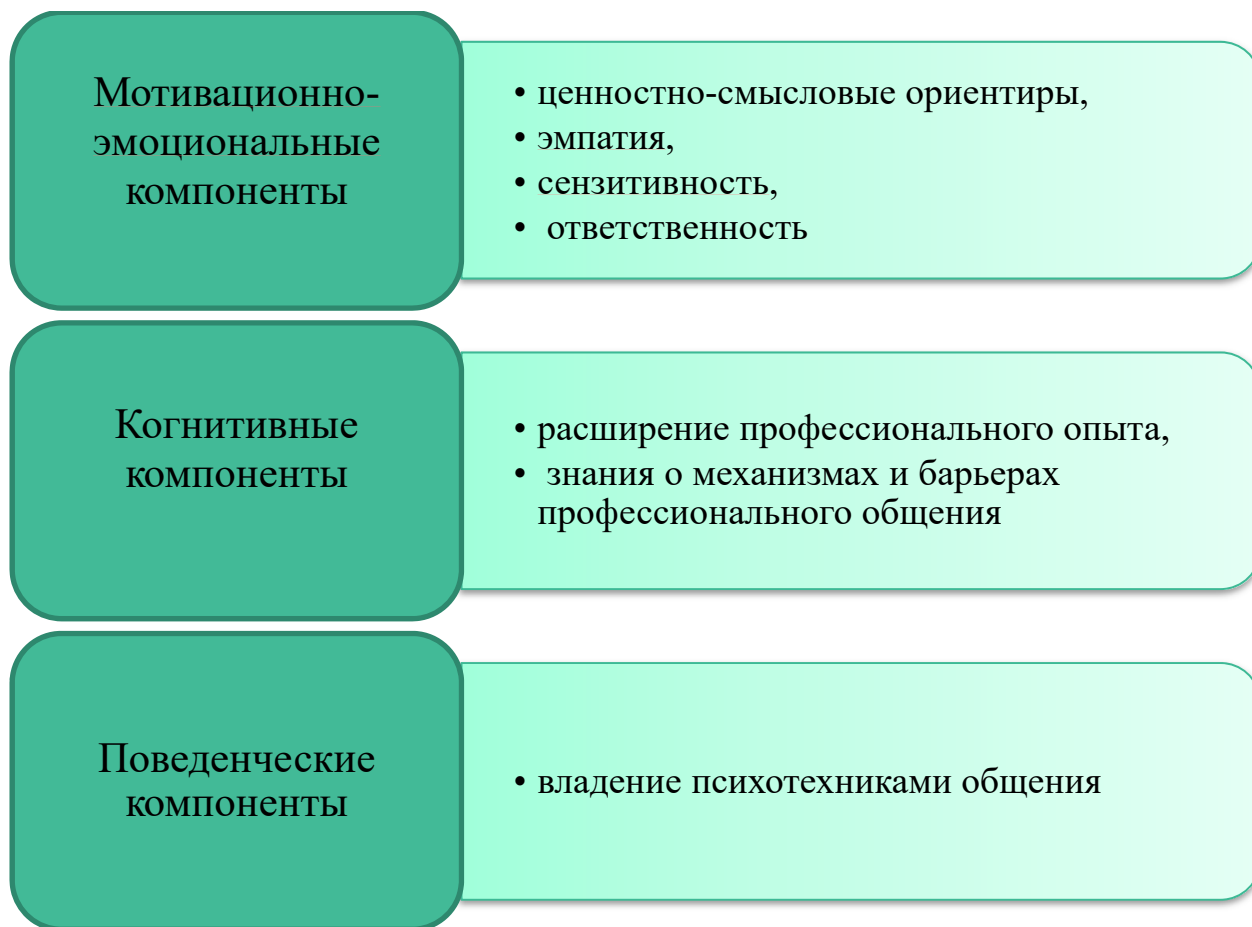 Мотивационно-
эмоциональные
компоненты
• ценностно-смысловые ориентиры,
• эмпатия,
• сензитивность,
• ответственность
Когнитивные
компоненты
• расширение профессионального опыта,
• знания о механизмах и барьерах
профессионального общения
Поведенческие
компоненты
• владение психотехниками общения